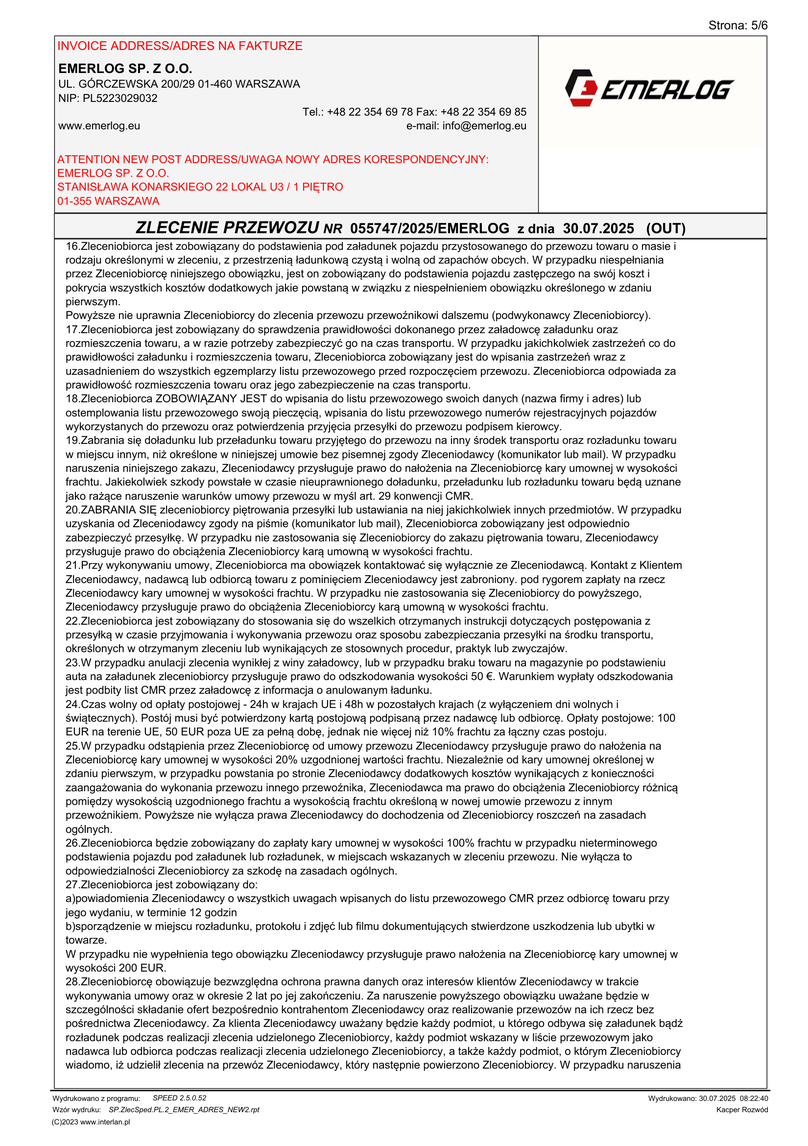 Strona: 5/6
INVOICE ADDRESS/ADRES NA FAKTURZE
EMERLOG SP. Z O.O.
UL. GÓRCZEWSKA 200/29 01-460 WARSZAWA
NIP: PL5223029032
Tel.: +48 22 354 69 78 Fax: +48 22 354 69 85
www.emerlog.eu e-mail: info@emerlog.eu
EMERLOG
ATTENTION NEW POST ADDRESS/UWAGA NOWY ADRES KORESPONDENCYJNY:
EMERLOG SP. Z O.O.
STANISŁAWA KONARSKIEGO 22 LOKAL U3 / 1 PIĘTRO
01-355 WARSZAWA
ZLECENIE PRZEWOZU NR 055747/2025/EMERLOG z dnia 30.07.2025 (OUT)
16.Zleceniobiorca jest zobowiązany do podstawienia pod załadunek pojazdu przystosowanego do przewozu towaru o masie i
rodzaju określonymi w zleceniu, z przestrzenią ładunkową czystą i wolną od zapachów obcych. W przypadku niespełniania
przez Zleceniobiorcę niniejszego obowiązku, jest on zobowiązany do podstawienia pojazdu zastępczego na swój koszt i
pokrycia wszystkich kosztów dodatkowych jakie powstaną w związku z niespełnieniem obowiązku określonego w zdaniu
pierwszym.
Powyższe nie uprawnia Zleceniobiorcy do zlecenia przewozu przewoźnikowi dalszemu (podwykonawcy Zleceniobiorcy).
17.Zleceniobiorca jest zobowiązany do sprawdzenia prawidłowości dokonanego przez załadowcę załadunku oraz
rozmieszczenia towaru, a w razie potrzeby zabezpieczyć go na czas transportu. W przypadku jakichkolwiek zastrzeżeń co do
prawidłowości załadunku i rozmieszczenia towaru, Zleceniobiorca zobowiązany jest do wpisania zastrzeżeń wraz z
uzasadnieniem do wszystkich egzemplarzy listu przewozowego przed rozpoczęciem przewozu. Zleceniobiorca odpowiada za
prawidłowość rozmieszczenia towaru oraz jego zabezpieczenie na czas transportu.
18.Zleceniobiorca ZOBOWIĄZANY JEST do wpisania do listu przewozowego swoich danych (nazwa firmy i adres) lub
ostemplowania listu przewozowego swoją pieczęcią, wpisania do listu przewozowego numerów rejestracyjnych pojazdów
wykorzystanych do przewozu oraz potwierdzenia przyjęcia przesyłki do przewozu podpisem kierowcy.
19.Zabrania się doładunku lub przeładunku towaru przyjętego do przewozu na inny środek transportu oraz rozładunku towaru
w miejscu innym, niż określone w niniejszej umowie bez pisemnej zgody Zleceniodawcy (komunikator lub mail). W przypadku
naruszenia niniejszego zakazu, Zleceniodawcy przysługuje prawo do nałożenia na Zleceniobiorcę kary umownej w wysokości
frachtu. Jakiekolwiek szkody powstałe w czasie nieuprawnionego doładunku, przeładunku lub rozładunku towaru będą uznane
jako rażące naruszenie warunków umowy przewozu w myśl art. 29 konwencji CMR.
20.ZABRANIA SIĘ zleceniobiorcy piętrowania przesyłki lub ustawiania na niej jakichkolwiek innych przedmiotów. W przypadku
uzyskania od Zleceniodawcy zgody na piśmie (komunikator lub mail), Zleceniobiorca zobowiązany jest odpowiednio
zabezpieczyć przesyłkę. W przypadku nie zastosowania się Zleceniobiorcy do zakazu piętrowania towaru, Zleceniodawcy
przysługuje prawo do obciążenia Zleceniobiorcy karą umowną w wysokości frachtu.
21.Przy wykonywaniu umowy, Zleceniobiorca ma obowiązek kontaktować się wyłącznie ze Zleceniodawcą. Kontakt z Klientem
Zleceniodawcy, nadawcą lub odbiorcą towaru z pominięciem Zleceniodawcy jest zabroniony. pod rygorem zapłaty na rzecz
Zleceniodawcy kary umownej w wysokości frachtu. W przypadku nie zastosowania się Zleceniobiorcy do powyższego,
Zleceniodawcy przysługuje prawo do obciążenia Zleceniobiorcy karą umowną w wysokości frachtu.
22.Zleceniobiorca jest zobowiązany do stosowania się do wszelkich otrzymanych instrukcji dotyczących postępowania z
przesyłką w czasie przyjmowania i wykonywania przewozu oraz sposobu zabezpieczania przesyłki na środku transportu,
określonych w otrzymanym zleceniu lub wynikających ze stosownych procedur, praktyk lub zwyczajów.
23.W przypadku anulacji zlecenia wynikłej z winy załadowcy, lub w przypadku braku towaru na magazynie po podstawieniu
auta na załadunek zleceniobiorcy przysługuje prawo do odszkodowania wysokości 50 €. Warunkiem wypłaty odszkodowania
jest podbity list CMR przez załadowcę z informacja o anulowanym ładunku.
24.Czas wolny od opłaty postojowej - 24h w krajach UE i 48h w pozostałych krajach (z wyłączeniem dni wolnych i
świątecznych). Postój musi być potwierdzony kartą postojową podpisaną przez nadawcę lub odbiorcę. Opłaty postojowe: 100
EUR na terenie UE, 50 EUR poza UE za pełną dobę, jednak nie więcej niż 10% frachtu za łączny czas postoju.
25.W przypadku odstąpienia przez Zleceniobiorcę od umowy przewozu Zleceniodawcy przysługuje prawo do nałożenia na
Zleceniobiorcę kary umownej w wysokości 20% uzgodnionej wartości frachtu. Niezależnie od kary umownej określonej w
zdaniu pierwszym, w przypadku powstania po stronie Zleceniodawcy dodatkowych kosztów wynikających z konieczności
zaangażowania do wykonania przewozu innego przewoźnika, Zleceniodawca ma prawo do obciążenia Zleceniobiorcy różnicą
pomiędzy wysokością uzgodnionego frachtu a wysokością frachtu określoną w nowej umowie przewozu z innym
przewoźnikiem. Powyższe nie wyłącza prawa Zleceniodawcy do dochodzenia od Zleceniobiorcy roszczeń na zasadach
ogólnych.
26.Zleceniobiorca będzie zobowiązany do zapłaty kary umownej w wysokości 100% frachtu w przypadku nieterminowego
podstawienia pojazdu pod załadunek lub rozładunek, w miejscach wskazanych w zleceniu przewozu. Nie wyłącza to
odpowiedzialności Zleceniobiorcy za szkodę na zasadach ogólnych.
27.Zleceniobiorca jest zobowiązany do:
a)powiadomienia Zleceniodawcy o wszystkich uwagach wpisanych do listu przewozowego CMR przez odbiorcę towaru przy
jego wydaniu, w terminie 12 godzin
b)sporządzenie w miejscu rozładunku, protokołu i zdjęć lub filmu dokumentujących stwierdzone uszkodzenia lub ubytki w
towarze.
W przypadku nie wypełnienia tego obowiązku Zleceniodawcy przysługuje prawo nałożenia na Zleceniobiorcę kary umownej w
wysokości 200 EUR.
28.Zleceniobiorcę obowiązuje bezwzględna ochrona prawna danych oraz interesów klientów Zleceniodawcy w trakcie
wykonywania umowy oraz w okresie 2 lat po jej zakończeniu. Za naruszenie powyższego obowiązku uważane będzie w
szczególności składanie ofert bezpośrednio kontrahentom Zleceniodawcy oraz realizowanie przewozów na ich rzecz bez
pośrednictwa Zleceniodawcy. Za klienta Zleceniodawcy uważany będzie każdy podmiot, u którego odbywa się załadunek bądź
rozładunek podczas realizacji zlecenia udzielonego Zleceniobiorcy, każdy podmiot wskazany w liście przewozowym jako
nadawca lub odbiorca podczas realizacji zlecenia udzielonego Zleceniobiorcy, a także każdy podmiot, o którym Zleceniobiorcy
wiadomo, iż udzielił zlecenia na przewóz Zleceniodawcy, który następnie powierzono Zleceniobiorcy. W przypadku naruszenia
Wydrukowano z programu: SPEED 2.5.0.52 Wydrukowano: 30.07.2025 08:22:40
Wzór wydruku: SP.ZlecSped.PL.2_EMER_ADRES_NEW2.rpt Kacper Rozwód
(C)2023 www.interlan.pl